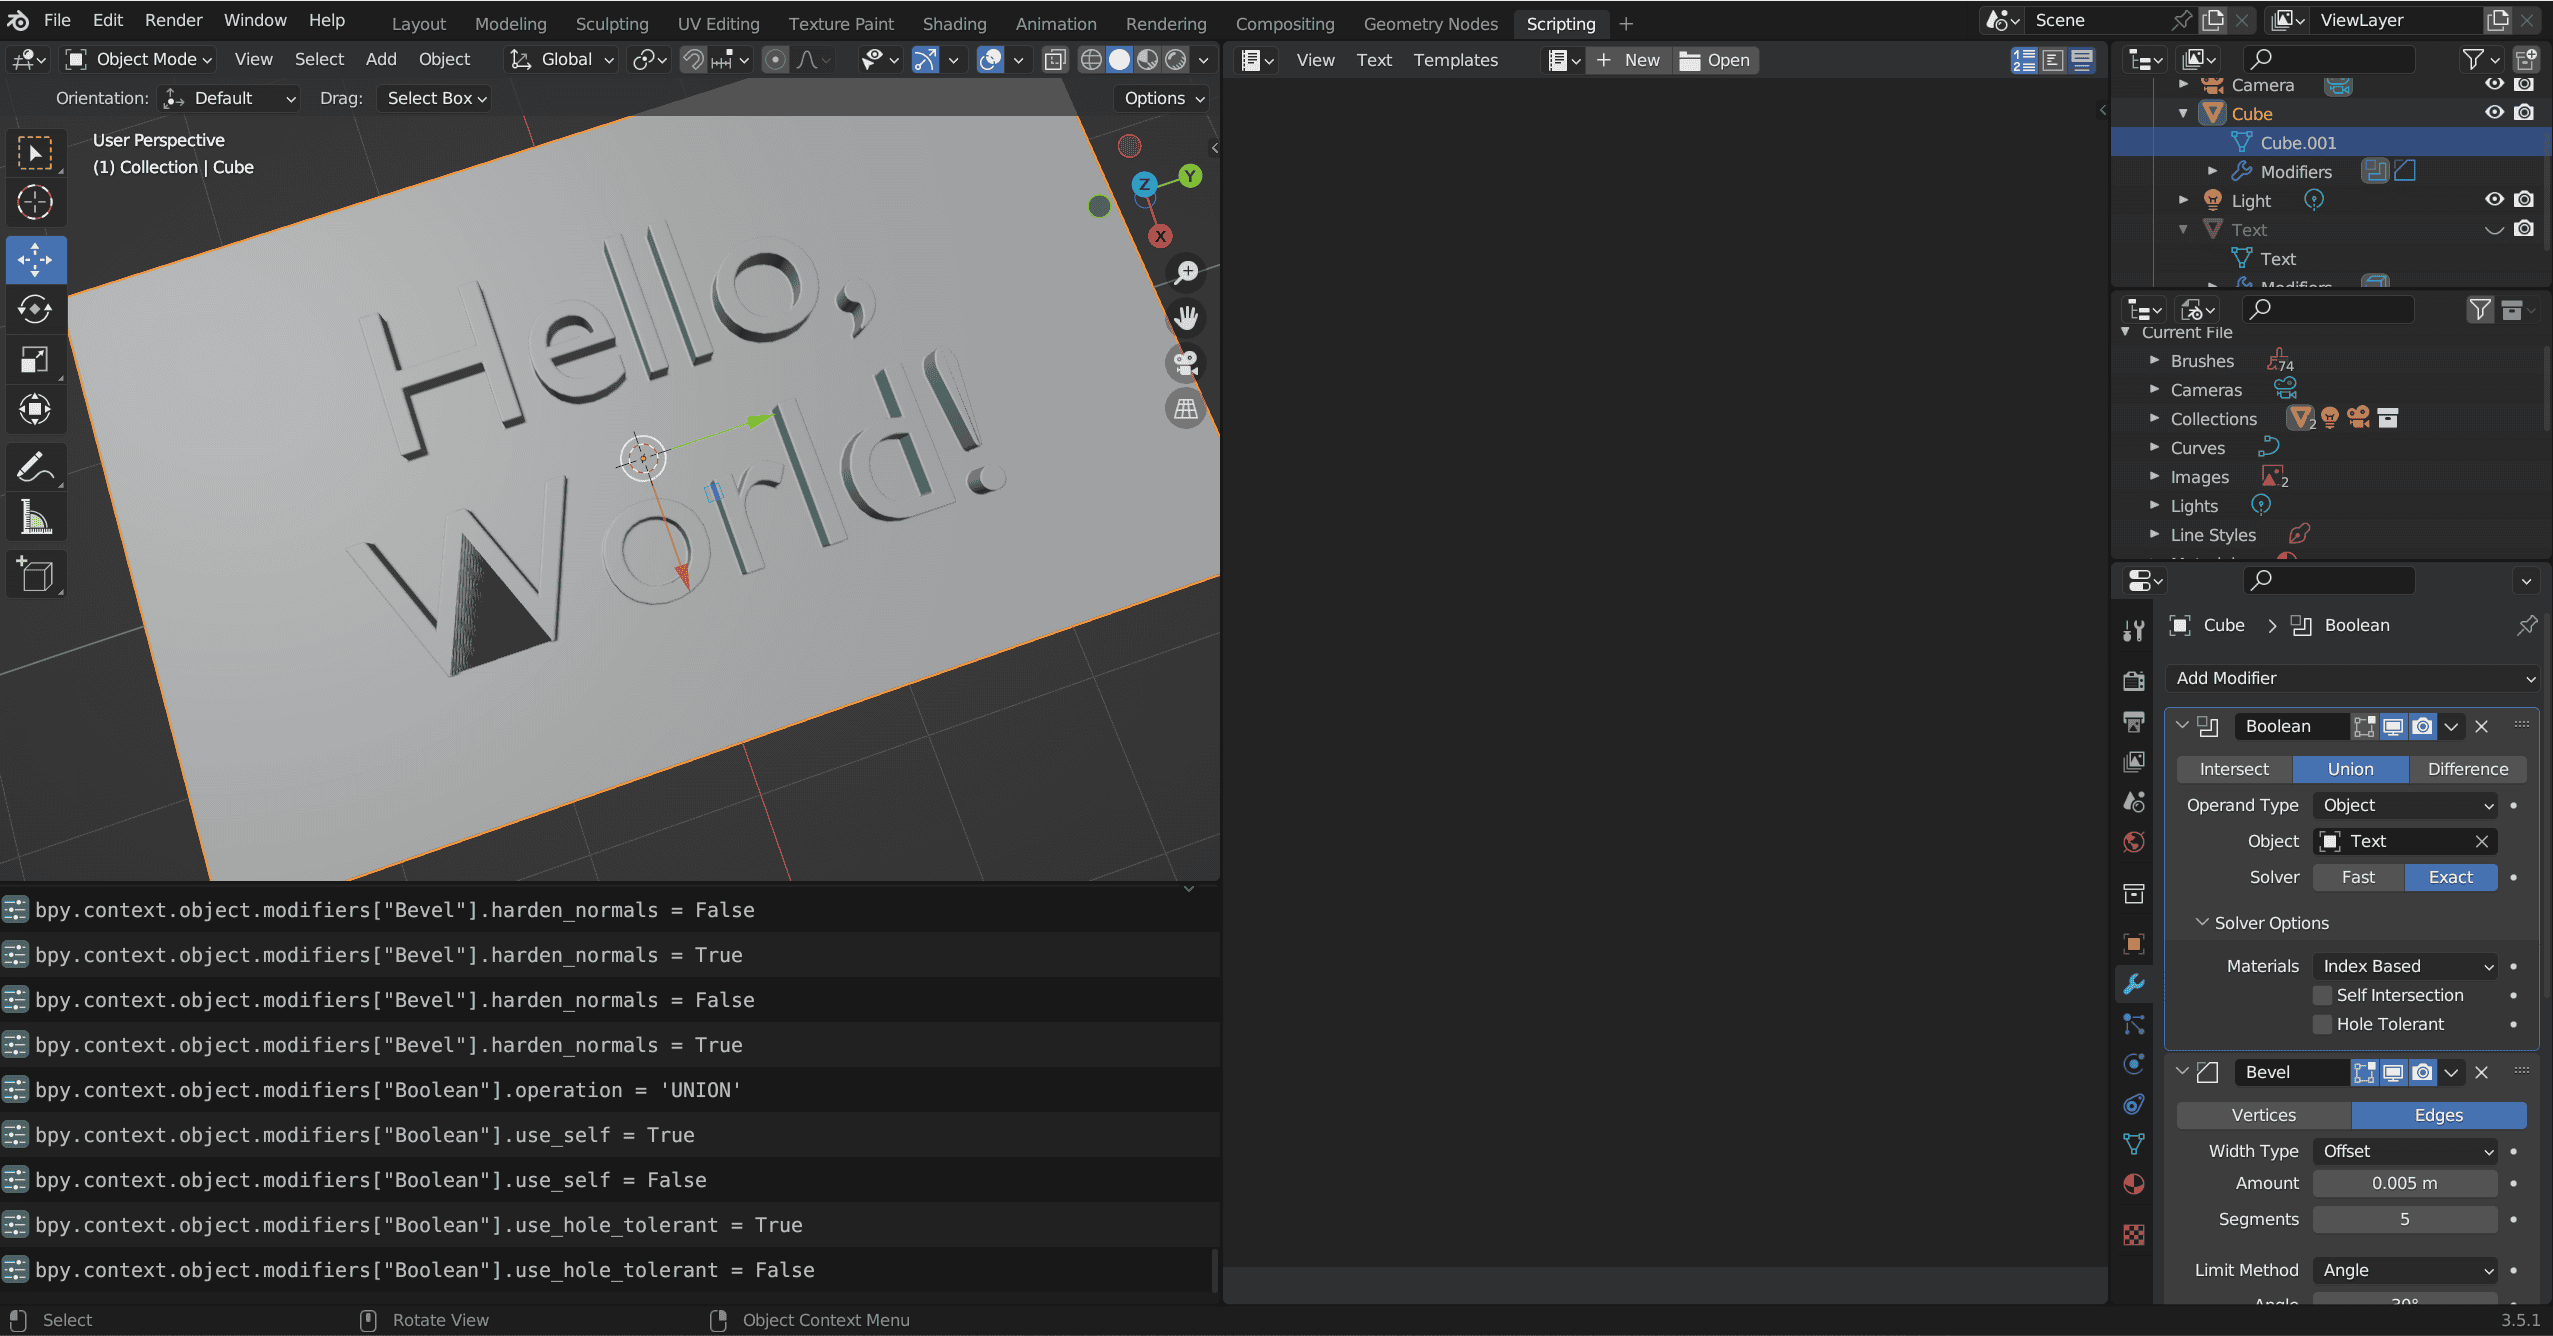 File Edit Render Window Help Layout Modeling Sculpting UV Editing Texture Paint Shading Animation Rendering Compositing Geometry Nodes Scripting Scene ViewLayer
Object Mode View Select Add Object Global
Orientation: Default Drag: Select Box Options
User Perspective
(1) Collection | Cube
Z Y X
Hello,
World!
bpy.context.object.modifiers["Bevel"].harden_normals = False
bpy.context.object.modifiers["Bevel"].harden_normals = True
bpy.context.object.modifiers["Bevel"].harden_normals = False
bpy.context.object.modifiers["Bevel"].harden_normals = True
bpy.context.object.modifiers["Boolean"].operation = 'UNION'
bpy.context.object.modifiers["Boolean"].use_self = True
bpy.context.object.modifiers["Boolean"].use_self = False
bpy.context.object.modifiers["Boolean"].use_hole_tolerant = True
bpy.context.object.modifiers["Boolean"].use_hole_tolerant = False
View Text Templates New Open
Camera
Cube
Cube.001
Modifiers
Light
Text
Text
Modifiers
Current File
Brushes 74
Cameras
Collections 2
Curves
Images 2
Lights
Line Styles
Cube > Boolean
Add Modifier
Boolean
Intersect Union Difference
Operand Type Object
Object Text
Solver Fast Exact
Solver Options
Materials Index Based
Self Intersection
Hole Tolerant
Bevel
Vertices Edges
Width Type Offset
Amount 0.005 m
Segments 5
Limit Method Angle
Angle 30°
Select Rotate View Object Context Menu 3.5.1